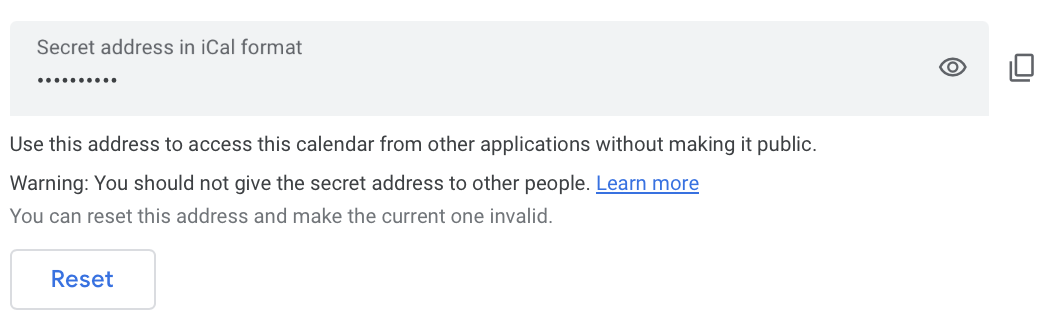 Secret address in iCal format
••••••••••
Use this address to access this calendar from other applications without making it public.
Warning: You should not give the secret address to other people. Learn more
You can reset this address and make the current one invalid.
Reset